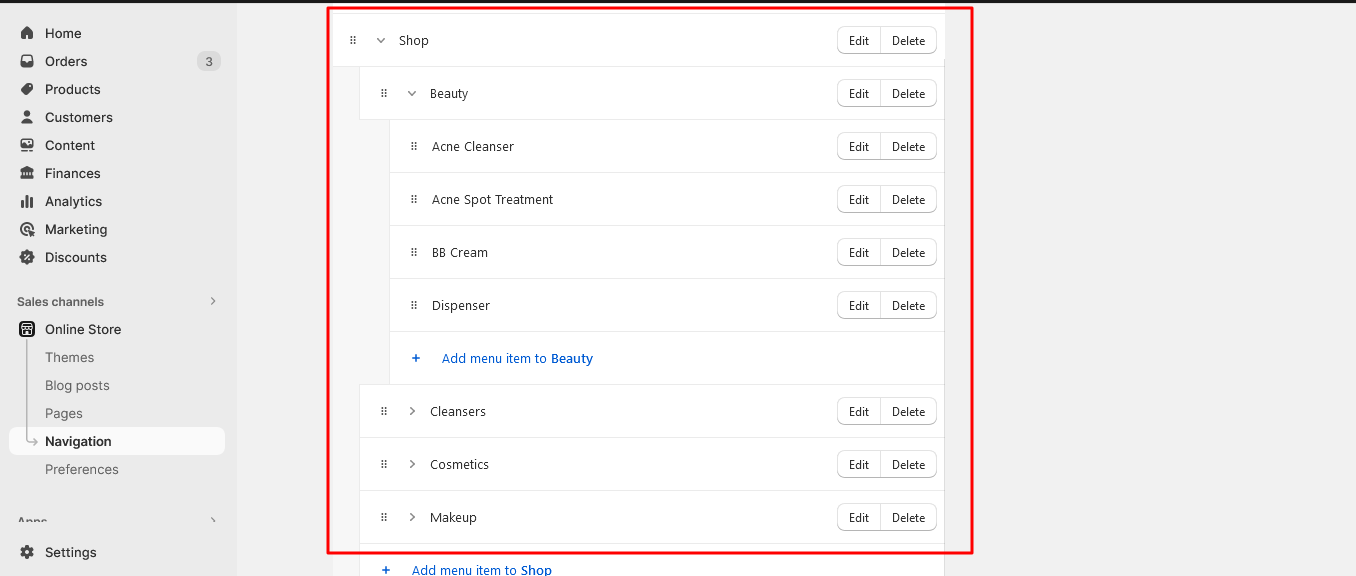 Home
Orders 3
Products
Customers
Content
Finances
Analytics
Marketing
Discounts
Sales channels
Online Store
Themes
Blog posts
Pages
Navigation
Preferences
Apps
Settings
Shop Edit Delete
Beauty Edit Delete
Acne Cleanser Edit Delete
Acne Spot Treatment Edit Delete
BB Cream Edit Delete
Dispenser Edit Delete
+ Add menu item to Beauty
Cleansers Edit Delete
Cosmetics Edit Delete
Makeup Edit Delete
+ Add menu item to Shop